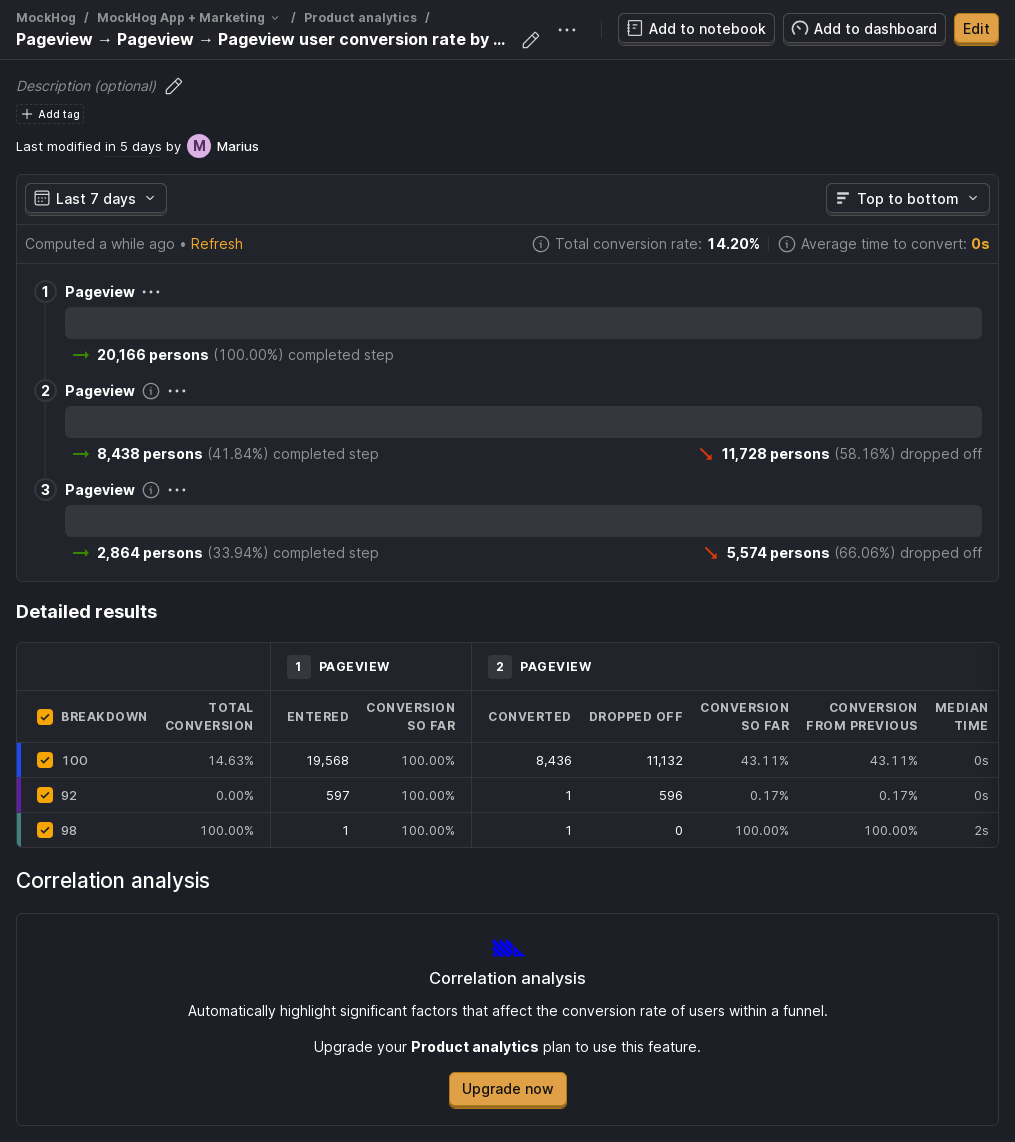 MockHog / MockHog App + Marketing / Product analytics /
Pageview → Pageview → Pageview user conversion rate by ...
Add to notebook
Add to dashboard
Edit
Description (optional)
Add tag
Last modified in 5 days by M Marius
Last 7 days
Top to bottom
Computed a while ago • Refresh
Total conversion rate: 14.20%
Average time to convert: 0s
1 Pageview
20,166 persons (100.00%) completed step
2 Pageview
8,438 persons (41.84%) completed step
11,728 persons (58.16%) dropped off
3 Pageview
2,864 persons (33.94%) completed step
5,574 persons (66.06%) dropped off
Detailed results
1 PAGEVIEW 2 PAGEVIEW
BREAKDOWN TOTAL CONVERSION ENTERED CONVERSION SO FAR CONVERTED DROPPED OFF CONVERSION SO FAR CONVERSION FROM PREVIOUS MEDIAN TIME
100 14.63% 19,568 100.00% 8,436 11,132 43.11% 43.11% 0s
92 0.00% 597 100.00% 1 596 0.17% 0.17% 0s
98 100.00% 1 100.00% 1 0 100.00% 100.00% 2s
Correlation analysis
Correlation analysis
Automatically highlight significant factors that affect the conversion rate of users within a funnel.
Upgrade your Product analytics plan to use this feature.
Upgrade now